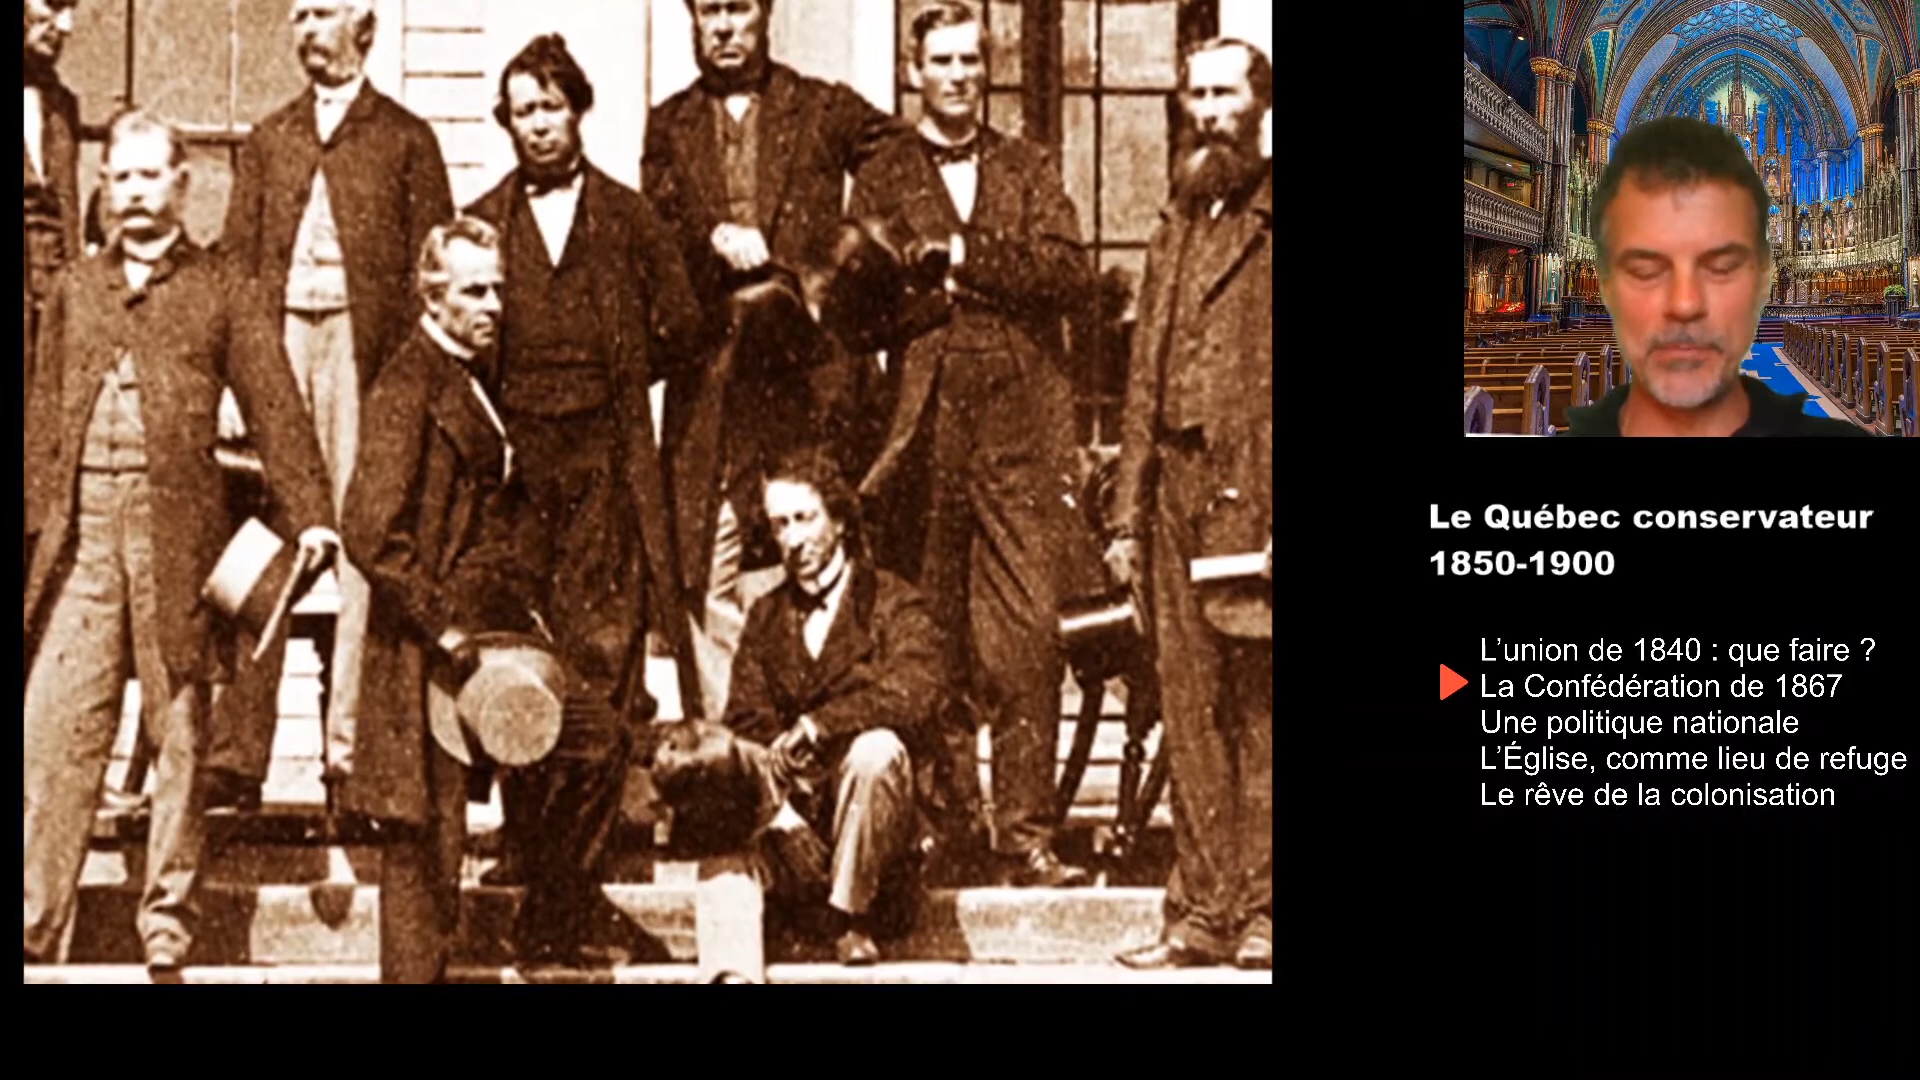 Le Québec conservateur
1850-1900
L’union de 1840 : que faire ?
La Confédération de 1867
Une politique nationale
L’Église, comme lieu de refuge
Le rêve de la colonisation